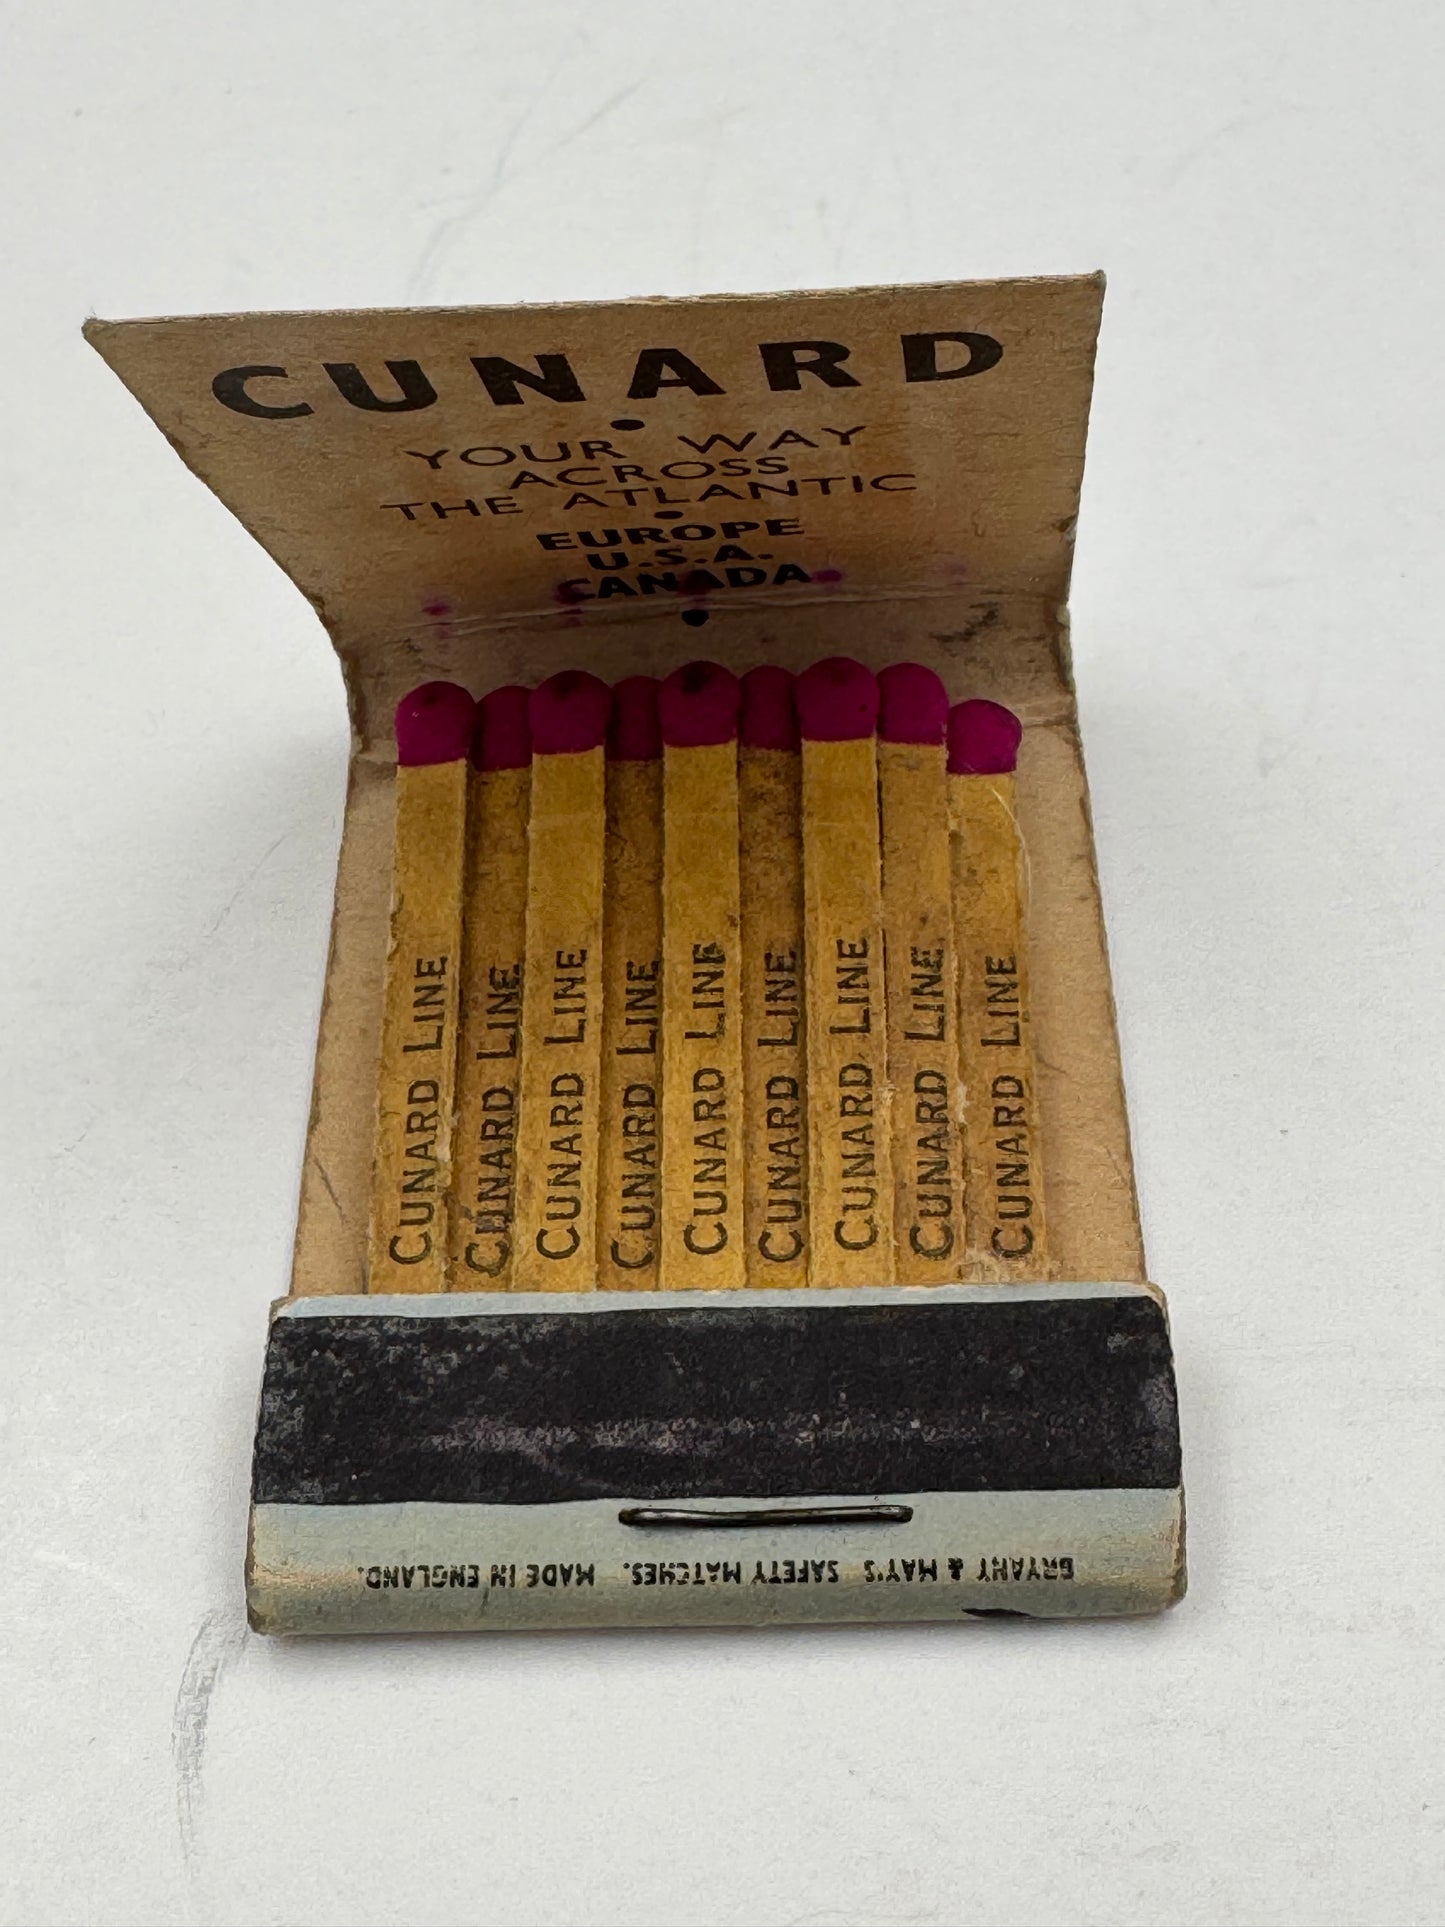 CUNARD
YOUR WAY
ACROSS
THE ATLANTIC
EUROPE
U.S.A.
CANADA
CUNARD LINE
CUNARD LINE
CUNARD LINE
CUNARD LINE
CUNARD LINE
CUNARD LINE
CUNARD LINE
CUNARD LINE
CUNARD LINE
BRYANT & MAY'S SAFETY MATCHES. MADE IN ENGLAND.